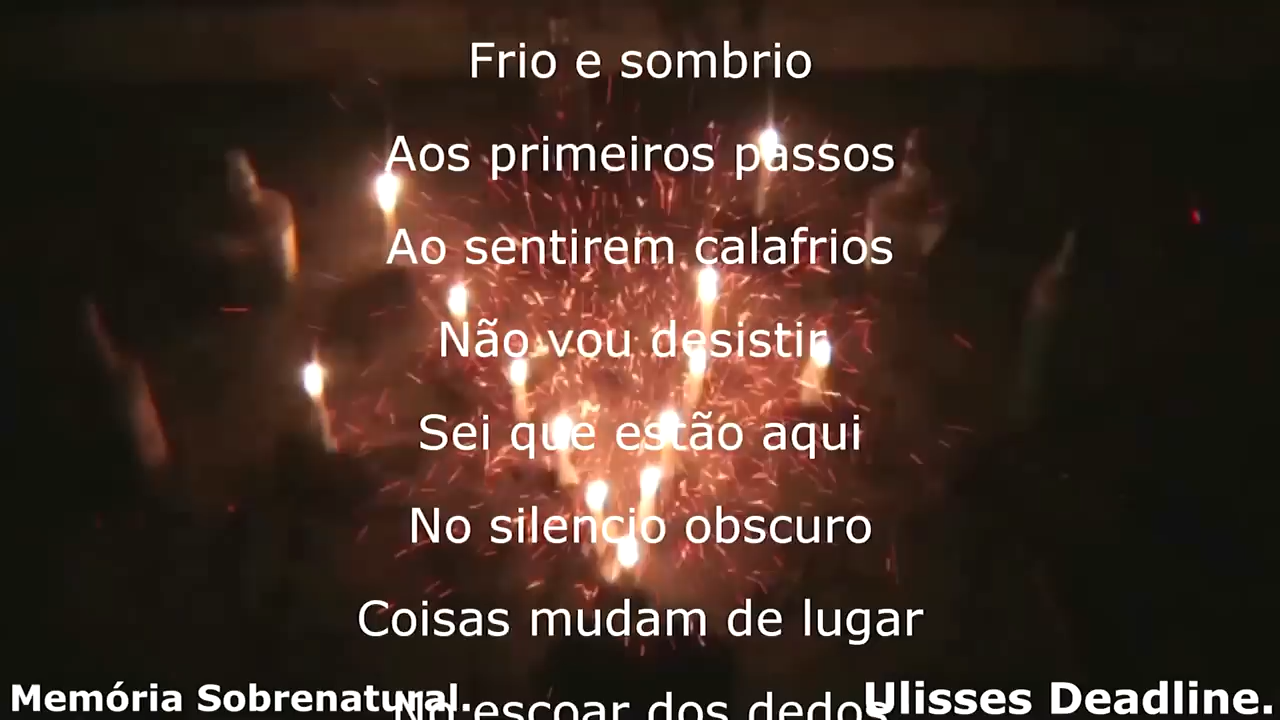 Frio e sombrio
Aos primeiros passos
Ao sentirem calafrios
Não vou desistir
Sei que estão aqui
No silencio obscuro
Coisas mudam de lugar
No escoar dos dedos
Memória Sobrenatural.
Ulisses Deadline.